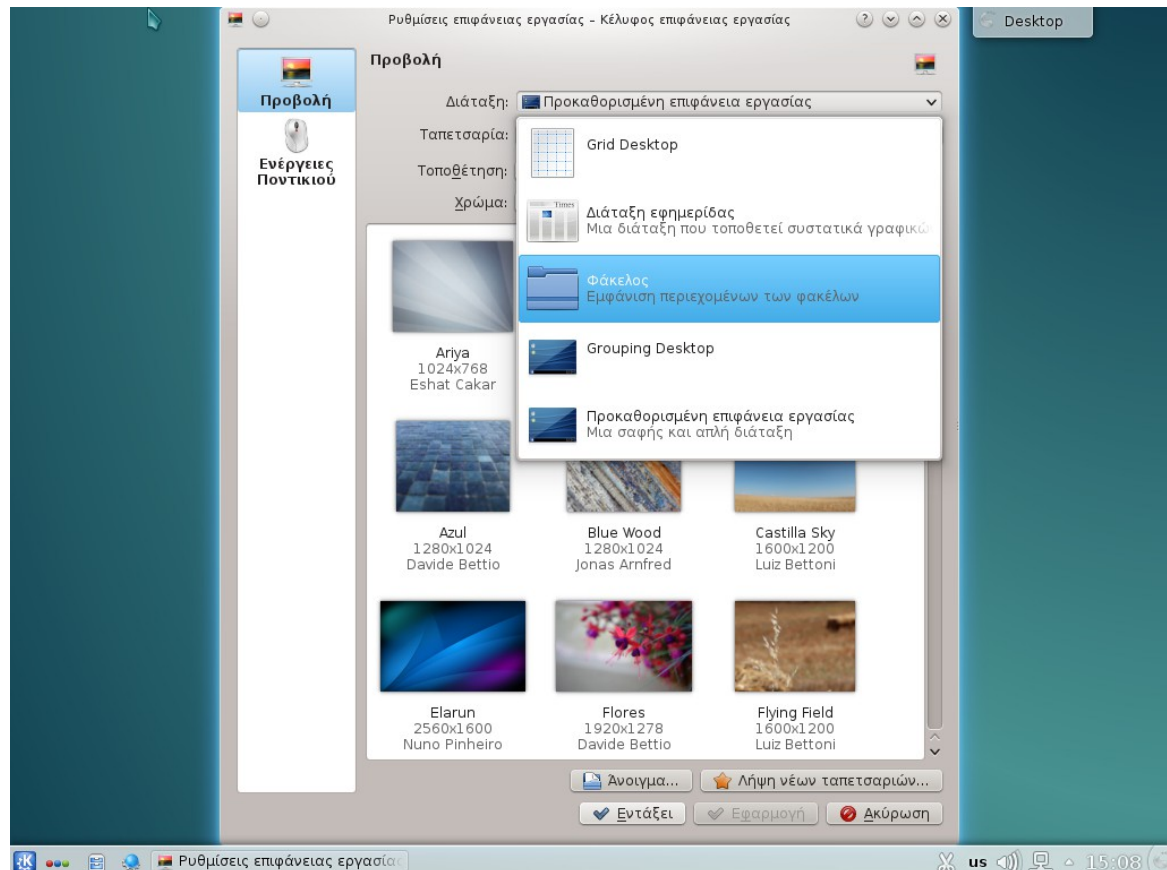 Ρυθμίσεις επιφάνειας εργασίας – Κέλυφος επιφάνειας εργασίας
Desktop
Προβολή
Ενέργειες
Ποντικιού
Προβολή
Διάταξη: Προκαθορισμένη επιφάνεια εργασίας
Ταπετσαρία:
Τοποθέτηση:
Χρώμα:
Grid Desktop
Times
Διάταξη εφημερίδας
Μια διάταξη που τοποθετεί συστατικά
Φάκελος
Εμφάνιση περιεχομένων των φακέλων
Grouping Desktop
Προκαθορισμένη επιφάνεια εργασίας
Μια σαφής και απλή διάταξη
Ariya
1024x768
Eshat Cakar
Azul
1280x1024
Davide Bettio
Blue Wood
1280x1024
Jonas Arnfred
Castilla Sky
1600x1200
Luiz Bettoni
Elarun
2560x1600
Nuno Pinheiro
Flores
1920x1278
Davide Bettio
Flying Field
1600x1200
Luiz Bettoni
Άνοιγμα...
Λήψη νέων ταπετσαριών...
Εντάξει
Εφαρμογή
Ακύρωση
Ρυθμίσεις επιφάνειας εργασίας
us
15:08